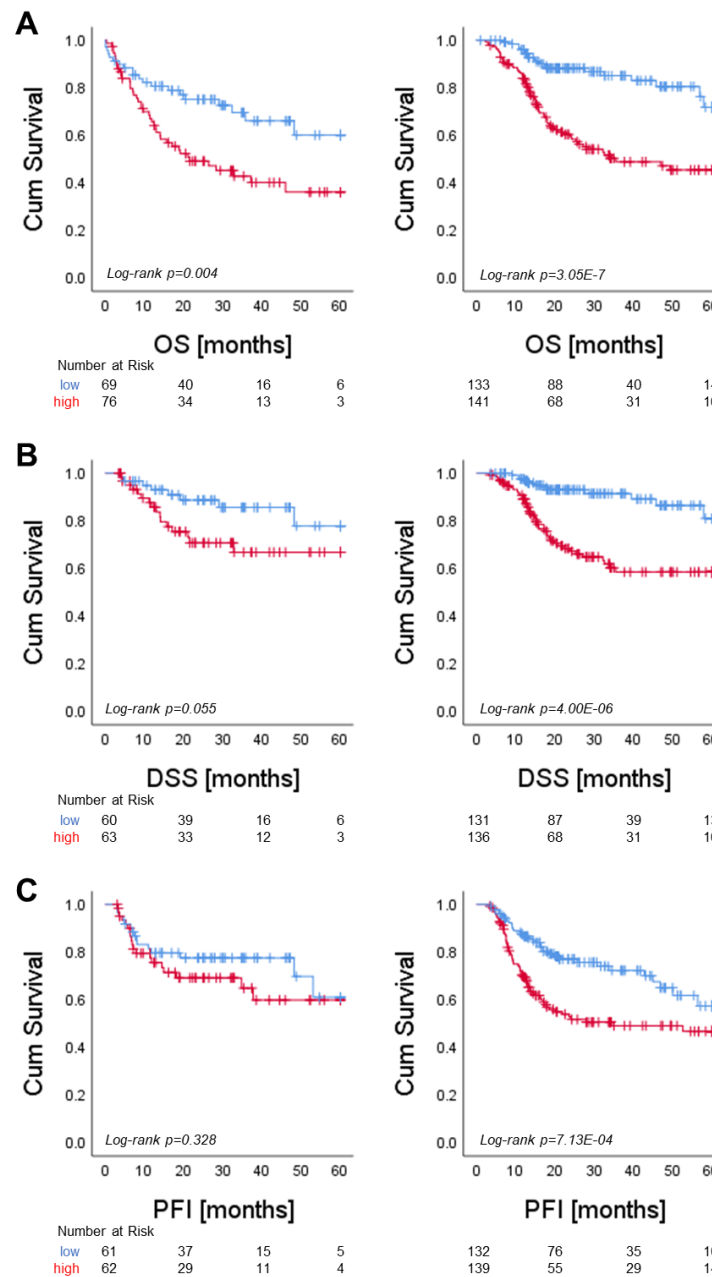 A
1.0
0.8
0.6
0.4
0.2
0.0
Cum Survival
Log-rank p=0.004
0 10 20 30 40 50 60
OS [months]
1.0
0.8
0.6
0.4
0.2
0.0
Cum Survival
Log-rank p=3.05E-7
0 10 20 30 40 50 60
OS [months]
Number at Risk
low 69 40 16 6 133 88 40
high 76 34 13 3 141 68 31
B
1.0
0.8
0.6
0.4
0.2
0.0
Cum Survival
Log-rank p=0.055
0 10 20 30 40 50 60
DSS [months]
1.0
0.8
0.6
0.4
0.2
0.0
Cum Survival
Log-rank p=4.00E-06
0 10 20 30 40 50 60
DSS [months]
Number at Risk
low 60 39 16 6 131 87 39
high 63 33 12 3 136 68 31
C
1.0
0.8
0.6
0.4
0.2
0.0
Cum Survival
Log-rank p=0.328
0 10 20 30 40 50 60
PFI [months]
1.0
0.8
0.6
0.4
0.2
0.0
Cum Survival
Log-rank p=7.13E-04
0 10 20 30 40 50 60
PFI [months]
Number at Risk
low 61 37 15 5 132 76 35
high 62 29 11 4 139 55 29